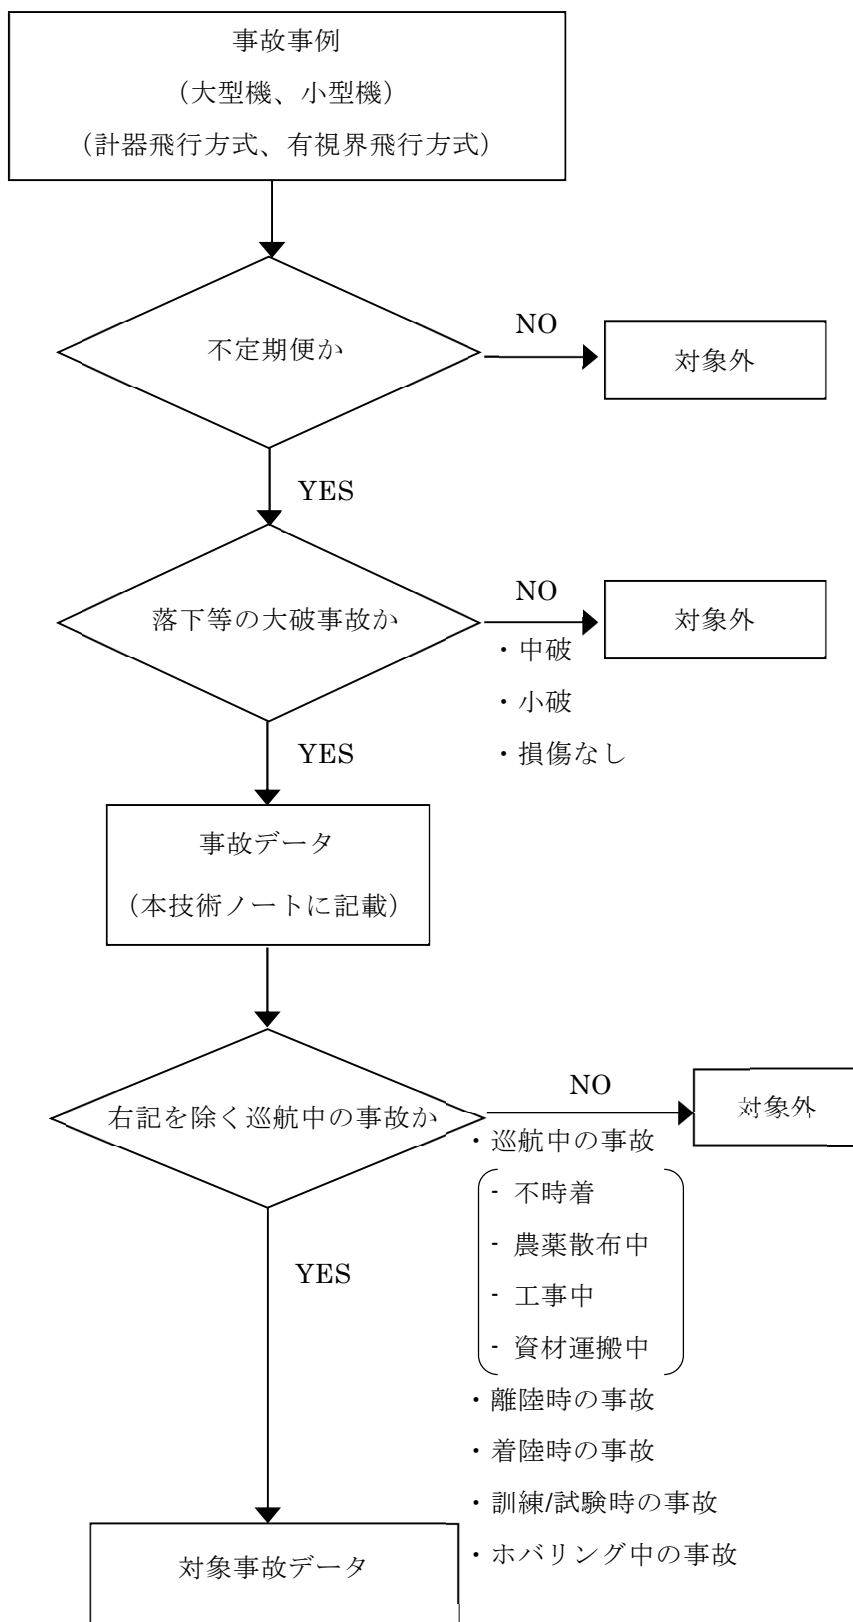 事故事例
（大型機、小型機）
（計器飛行方式、有視界飛行方式）
不定期便か
NO
対象外
YES
落下等の大破事故か
NO
対象外
・中破
・小破
・損傷なし
YES
事故データ
（本技術ノートに記載）
右記を除く巡航中の事故か
NO
対象外
・巡航中の事故
- 不時着
- 農薬散布中
- 工事中
- 資材運搬中
YES
・離陸時の事故
・着陸時の事故
・訓練/試験時の事故
・ホバリング中の事故
対象事故データ